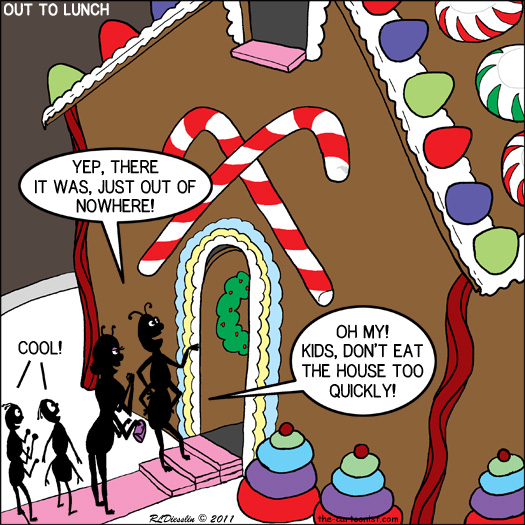 OUT TO LUNCH
YEP, THERE
IT WAS, JUST OUT OF
NOWHERE!
COOL!
OH MY!
KIDS, DON'T EAT
THE HOUSE TOO
QUICKLY!
RLDiesslin © 2011
the-cartoonist.com